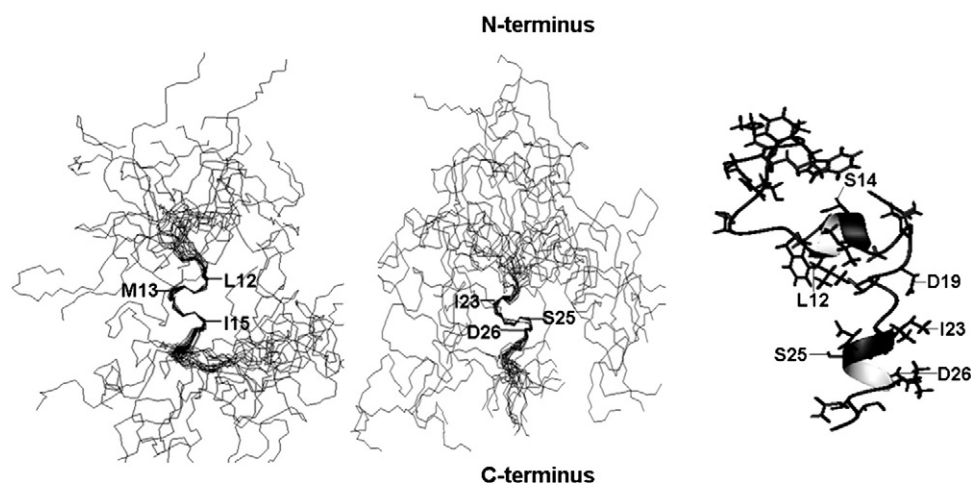 N-terminus
M13
L12
I15
I23
S25
D26
S14
L12
D19
I23
S25
D26
C-terminus